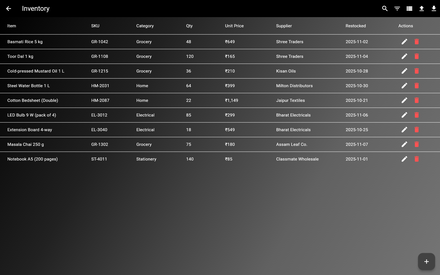 Inventory
Item SKU Category Qty Unit Price Supplier Restocked Actions
Basmati Rice 5 kg GR-1042 Grocery 48 ₹649 Shree Traders 2025-11-02
Toor Dal 1 kg GR-1108 Grocery 120 ₹165 Shree Traders 2025-11-04
Cold-pressed Mustard Oil 1 L GR-1215 Grocery 36 ₹210 Kisan Oils 2025-10-28
Steel Water Bottle 1 L HM-2031 Home 64 ₹399 Milton Distributors 2025-10-30
Cotton Bedsheet (Double) HM-2087 Home 22 ₹1,149 Jaipur Textiles 2025-10-21
LED Bulb 9 W (pack of 4) EL-3012 Electrical 85 ₹299 Bharat Electricals 2025-11-06
Extension Board 4-way EL-3040 Electrical 18 ₹549 Bharat Electricals 2025-10-25
Masala Chai 250 g GR-1302 Grocery 75 ₹180 Assam Leaf Co. 2025-11-07
Notebook A5 (200 pages) ST-4011 Stationery 140 ₹85 Classmate Wholesale 2025-11-01